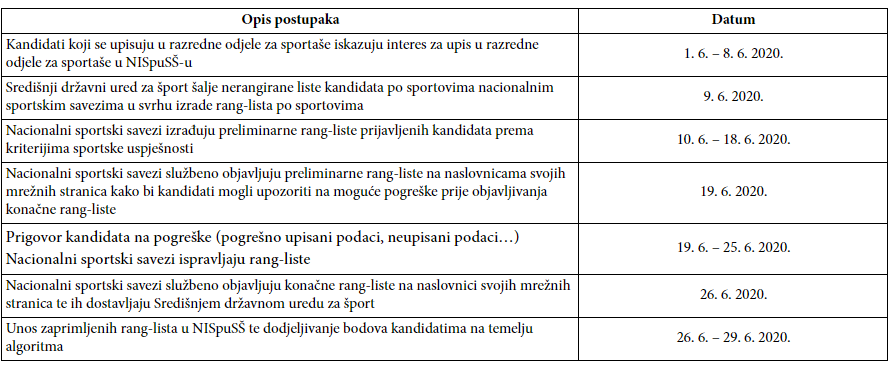 Opis postupaka
Datum
Kandidati koji se upisuju u razredne odjele za sportaše iskazuju interes za upis u razredne
odjele za sportaše u NISpuSŠ-u
1. 6. – 8. 6. 2020.
Središnji državni ured za šport šalje nerangirane liste kandidata po sportovima nacionalnim
sportskim savezima u svrhu izrade rang-lista po sportovima
9. 6. 2020.
Nacionalni sportski savezi izrađuju preliminarne rang-liste prijavljenih kandidata prema
kriterijima sportske uspješnosti
10. 6. – 18. 6. 2020.
Nacionalni sportski savezi službeno objavljuju preliminarne rang-liste na naslovnicama svojih
mrežnih stranica kako bi kandidati mogli upozoriti na moguće pogreške prije objavljivanja
konačne rang-liste
19. 6. 2020.
Prigovor kandidata na pogreške (pogrešno upisani podaci, neupisani podaci…)
Nacionalni sportski savezi ispravljaju rang-liste
19. 6. – 25. 6. 2020.
Nacionalni sportski savezi službeno objavljuju konačne rang-liste na naslovnici svojih mrežnih
stranica te ih dostavljaju Središnjem državnom uredu za šport
26. 6. 2020.
Unos zaprimljenih rang-lista u NISpuSŠ te dodjeljivanje bodova kandidatima na temelju
algoritma
26. 6. – 29. 6. 2020.